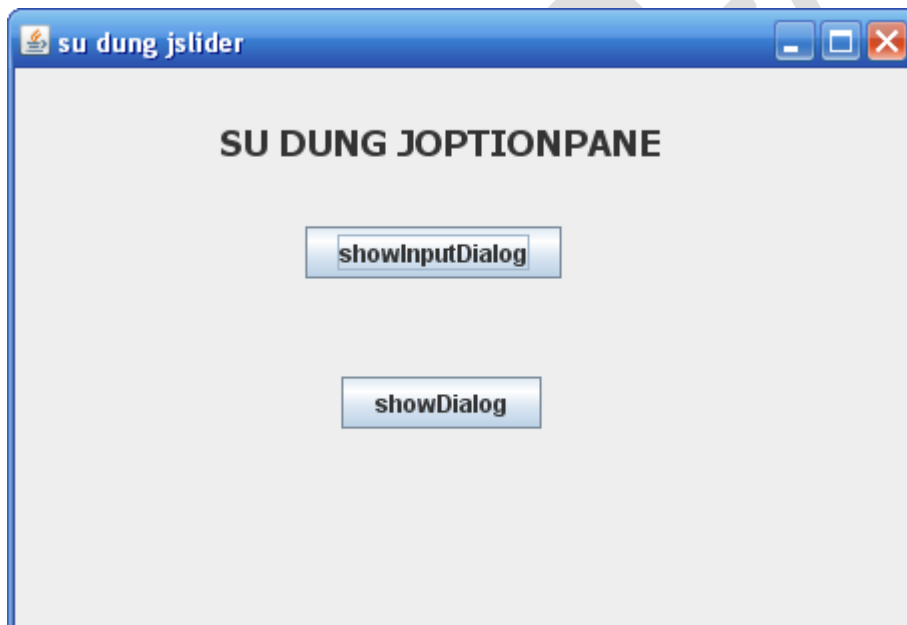 su dung jslider
SU DUNG JOPTIONPANE
showInputDialog
showDialog